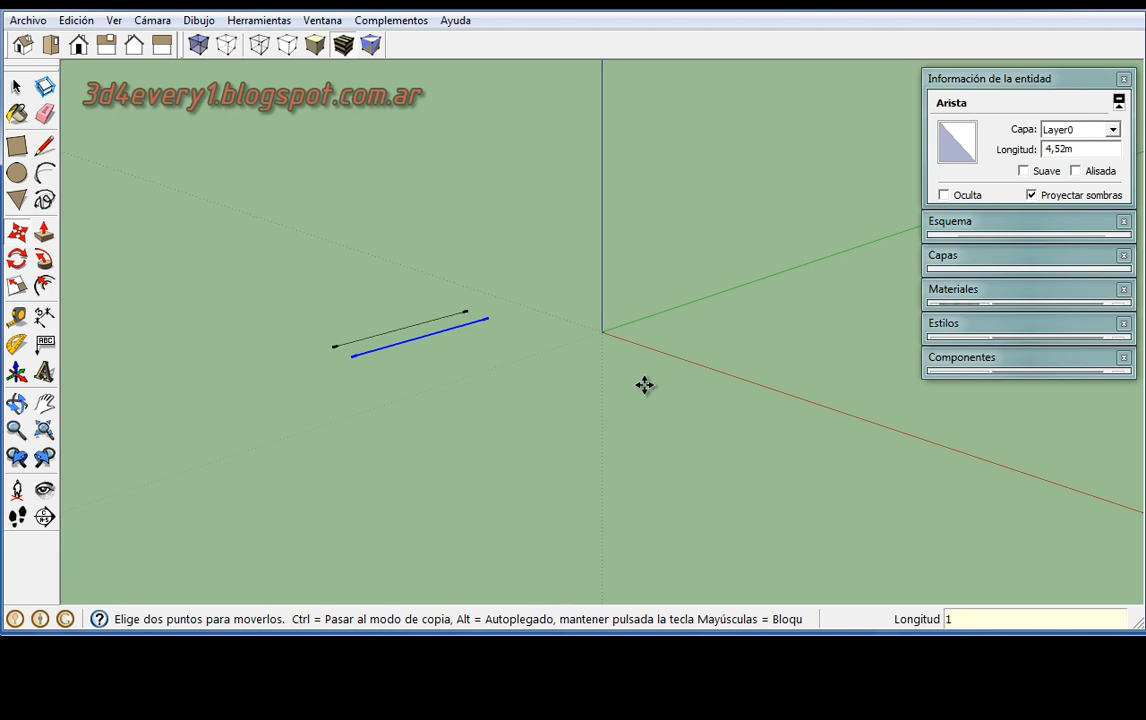 Archivo Edición Ver Cámara Dibujo Herramientas Ventana Complementos Ayuda
3d4every1.blogspot.com.ar
Información de la entidad
Arista
Capa: Layer0
Longitud: 4,52m
Suave Alisada
Oculta Proyectar sombras
Esquema
Capas
Materiales
Estilos
Componentes
ABC
Elige dos puntos para moverlos. Ctrl = Pasar al modo de copia, Alt = Autoplegado, mantener pulsada la tecla Mayúsculas = Bloqu
Longitud 1